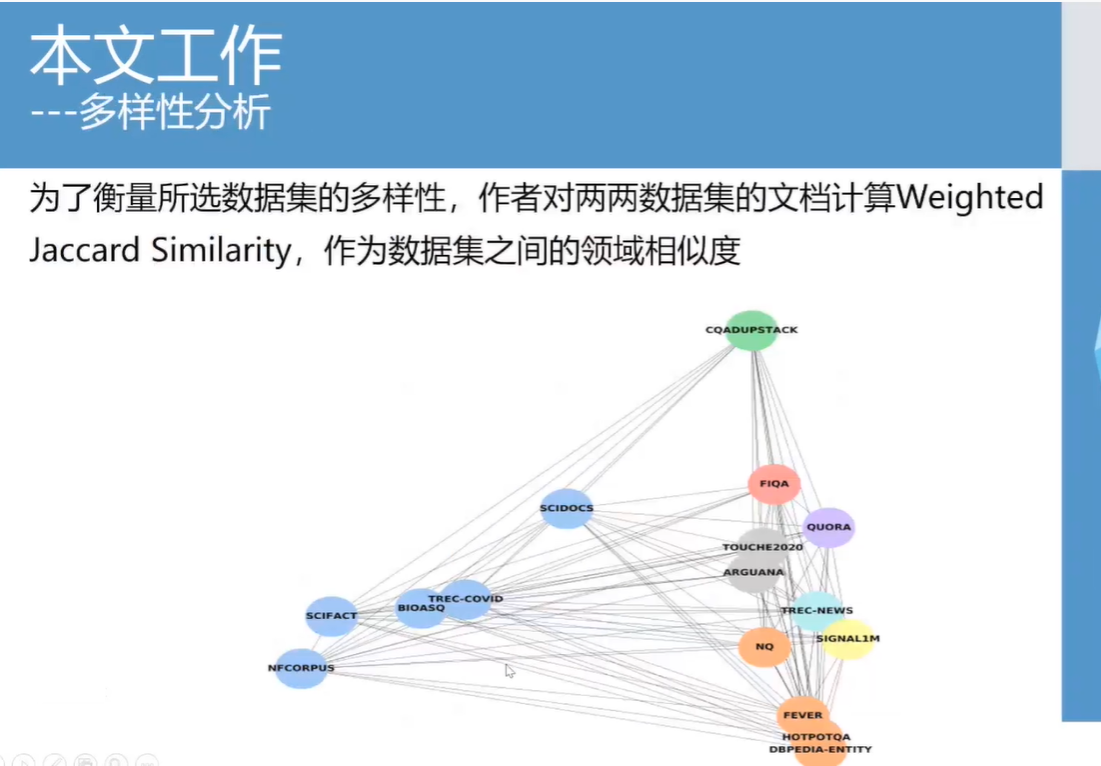 本文工作
---多样性分析
为了衡量所选数据集的多样性，作者对两两数据集的文档计算Weighted
Jaccard Similarity，作为数据集之间的领域相似度
CQADUPSTACK
FIQA
SCIDOCS
QUORA
TOUCHE2020
ARGUANA
TREC-COVID
BIOASQ
SCIFACT
TREC-NEWS
SIGNAL1M
NQ
NFCORPUS
FEVER
HOTPOTQA
DBPEDIA-ENTITY